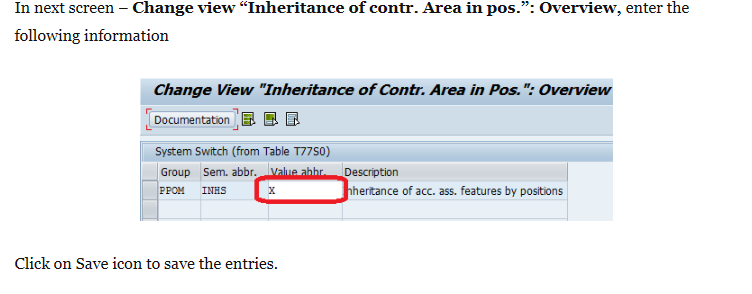 In next screen – Change view “Inheritance of contr. Area in pos.”: Overview, enter the
following information
Change View "Inheritance of Contr. Area in Pos.": Overview
Documentation
System Switch (from Table T77S0)
Group Sem. abbr. Value abbr. Description
PPOM INHS X Inheritance of acc. ass. features by positions
Click on Save icon to save the entries.